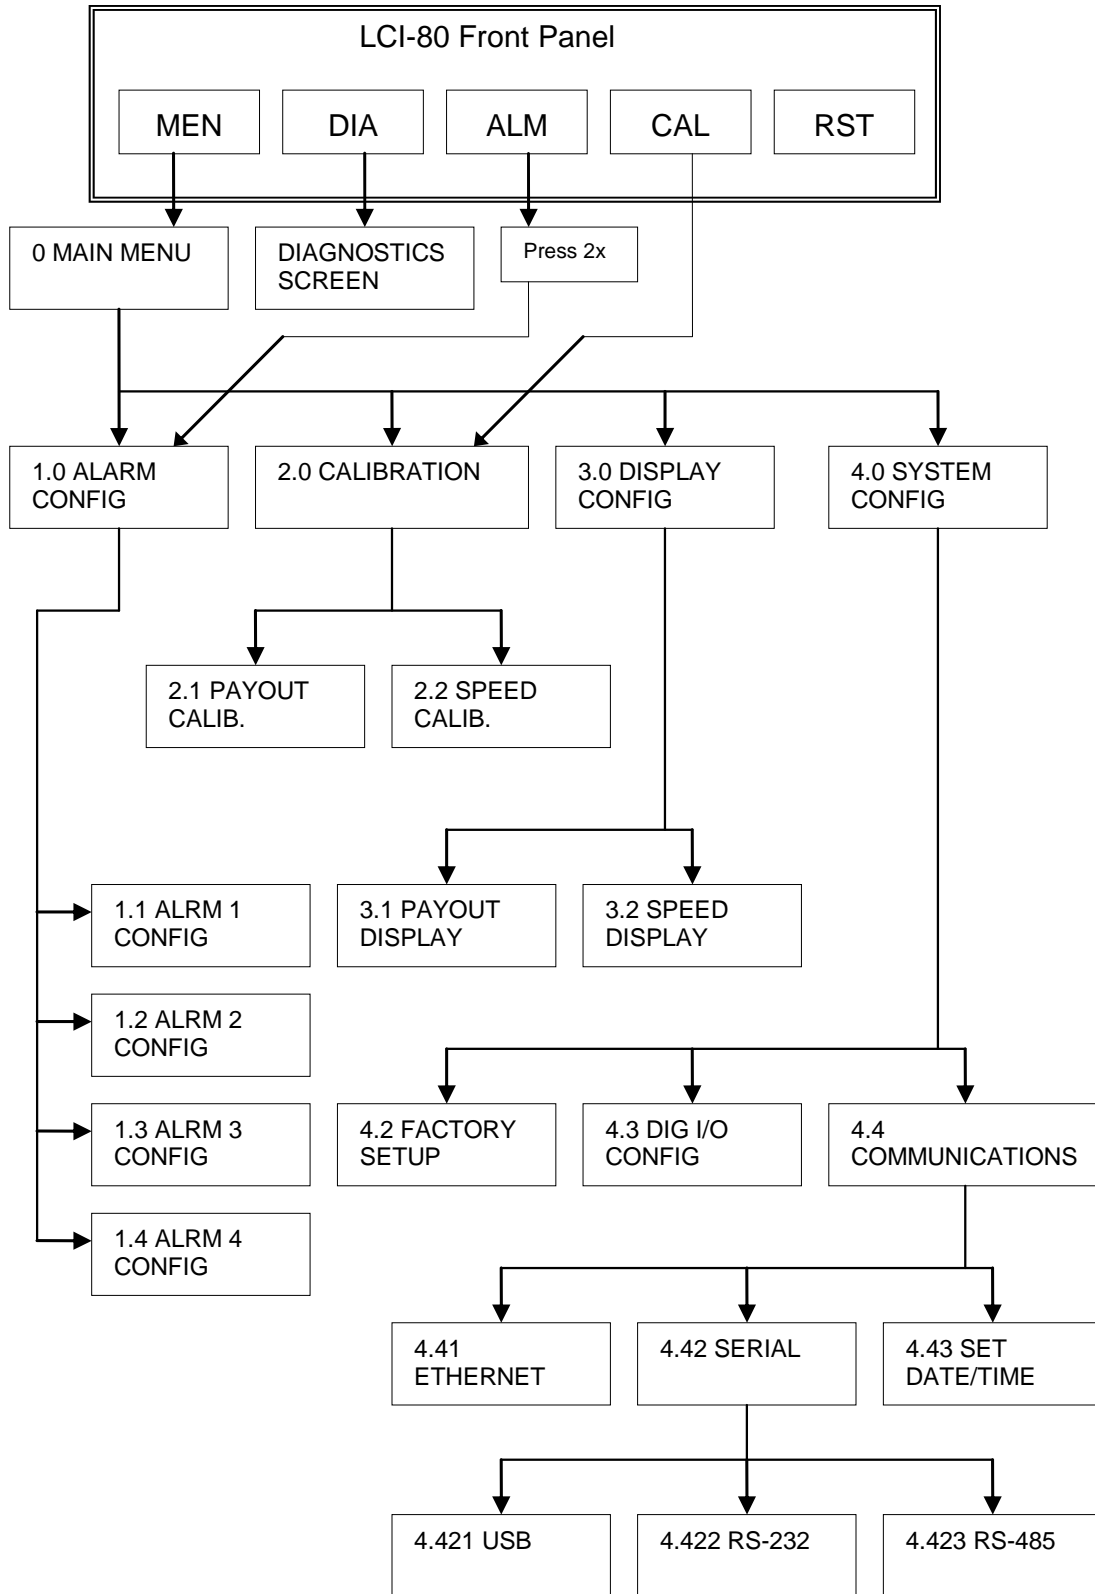 LCI-80 Front Panel
MEN
DIA
ALM
CAL
RST
0 MAIN MENU
DIAGNOSTICS
SCREEN
Press 2x
1.0 ALARM
CONFIG
2.0 CALIBRATION
3.0 DISPLAY
CONFIG
4.0 SYSTEM
CONFIG
2.1 PAYOUT
CALIB.
2.2 SPEED
CALIB.
1.1 ALRM 1
CONFIG
3.1 PAYOUT
DISPLAY
3.2 SPEED
DISPLAY
1.2 ALRM 2
CONFIG
1.3 ALRM 3
CONFIG
4.2 FACTORY
SETUP
4.3 DIG I/O
CONFIG
4.4
COMMUNICATIONS
1.4 ALRM 4
CONFIG
4.41
ETHERNET
4.42 SERIAL
4.43 SET
DATE/TIME
4.421 USB
4.422 RS-232
4.423 RS-485